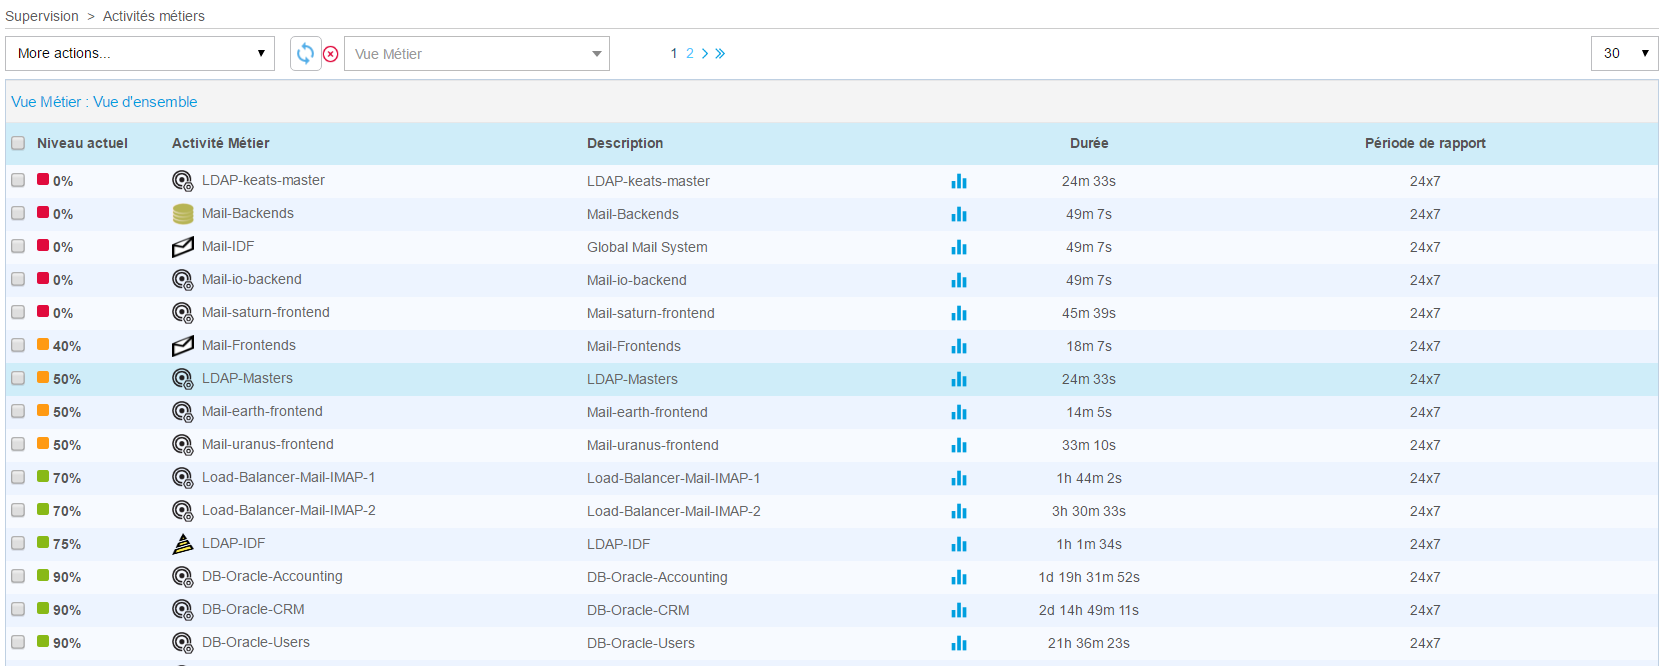 Supervision > Activités métiers
More actions... Vue Métier 1 2 30
Vue Métier : Vue d'ensemble
Niveau actuel Activité Métier Description Durée Période de rapport
0% LDAP-keats-master LDAP-keats-master 24m 33s 24x7
0% Mail-Backends Mail-Backends 49m 7s 24x7
0% Mail-IDF Global Mail System 49m 7s 24x7
0% Mail-io-backend Mail-io-backend 49m 7s 24x7
0% Mail-saturn-frontend Mail-saturn-frontend 45m 39s 24x7
40% Mail-Frontends Mail-Frontends 18m 7s 24x7
50% LDAP-Masters LDAP-Masters 24m 33s 24x7
50% Mail-earth-frontend Mail-earth-frontend 14m 5s 24x7
50% Mail-uranus-frontend Mail-uranus-frontend 33m 10s 24x7
70% Load-Balancer-Mail-IMAP-1 Load-Balancer-Mail-IMAP-1 1h 44m 2s 24x7
70% Load-Balancer-Mail-IMAP-2 Load-Balancer-Mail-IMAP-2 3h 30m 33s 24x7
75% LDAP-IDF LDAP-IDF 1h 1m 34s 24x7
90% DB-Oracle-Accounting DB-Oracle-Accounting 1d 19h 31m 52s 24x7
90% DB-Oracle-CRM DB-Oracle-CRM 2d 14h 49m 11s 24x7
90% DB-Oracle-Users DB-Oracle-Users 21h 36m 23s 24x7